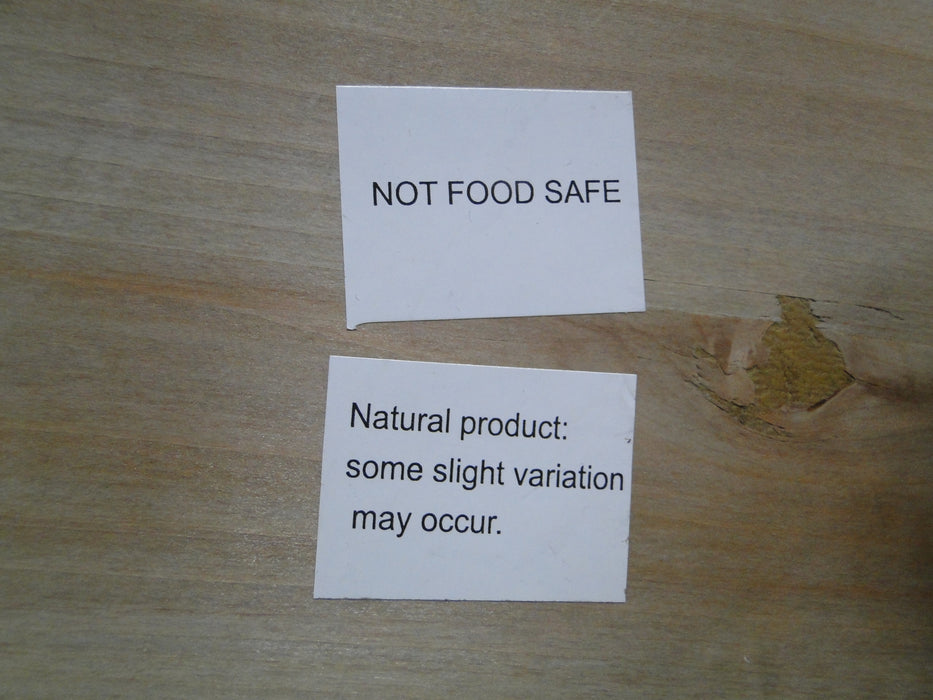 NOT FOOD SAFE
Natural product:
some slight variation
may occur.